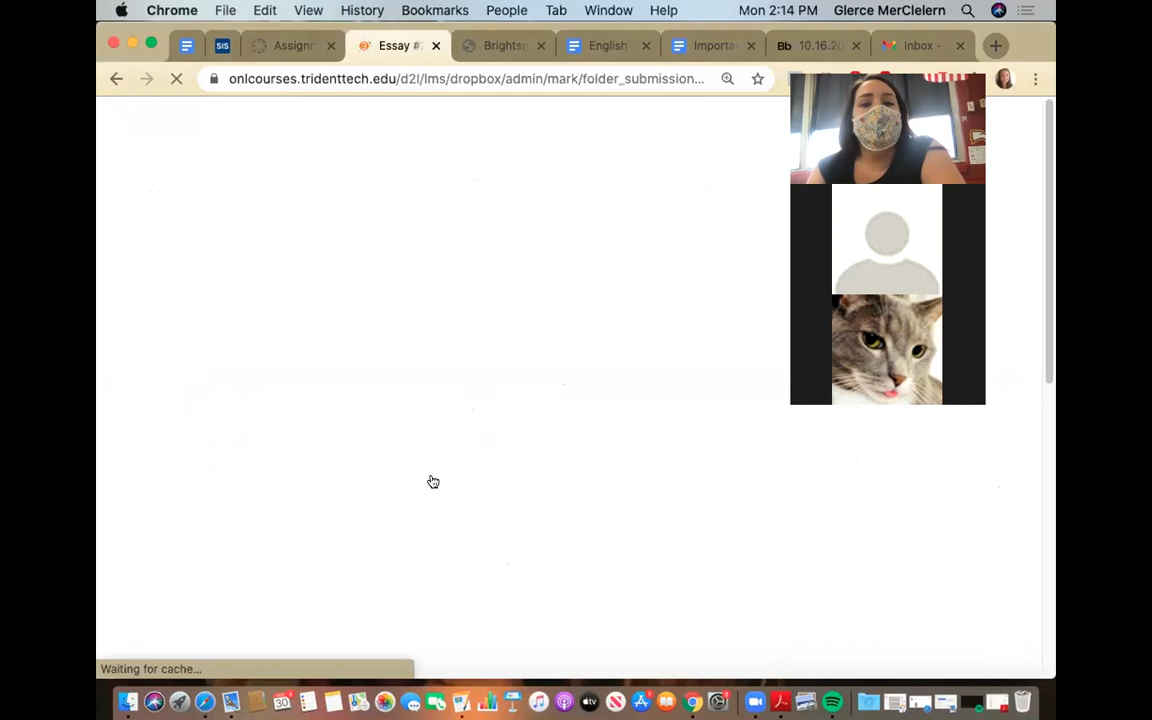 Chrome File Edit View History Bookmarks People Tab Window Help Mon 2:14 PM Glerce MerClelern
SIS Assignm Essay #2 Brightsp English Importa Bb 10.16.20 Inbox -
onlcourses.tridenttech.edu/d2l/lms/dropbox/admin/mark/folder_submission...
Waiting for cache...
30